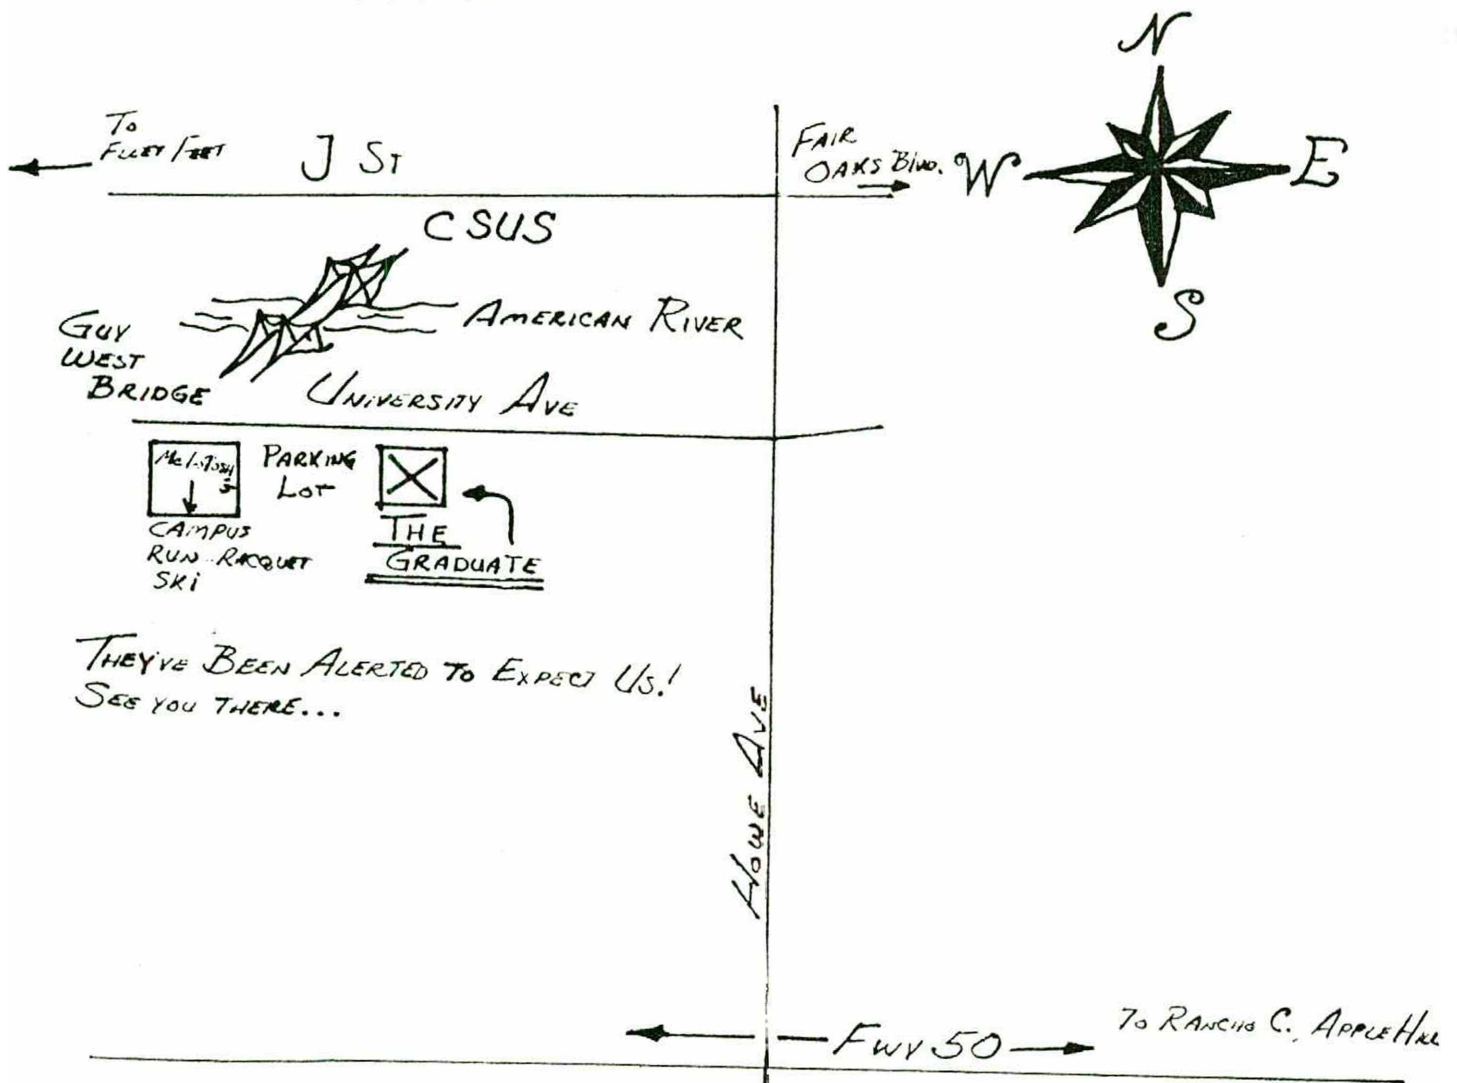 N
W
E
S
To
Fleet Feet
J St
Fair
Oaks Blvd.
CSUS
American River
Guy
West
Bridge
University Ave
McIntosh
Parking
Lot
Campus
Run Racquet
Ski
The
Graduate
They've Been Alerted to Expect Us!
See you there...
Howe Ave
Fwy 50
To Rancho C. Apple Hill